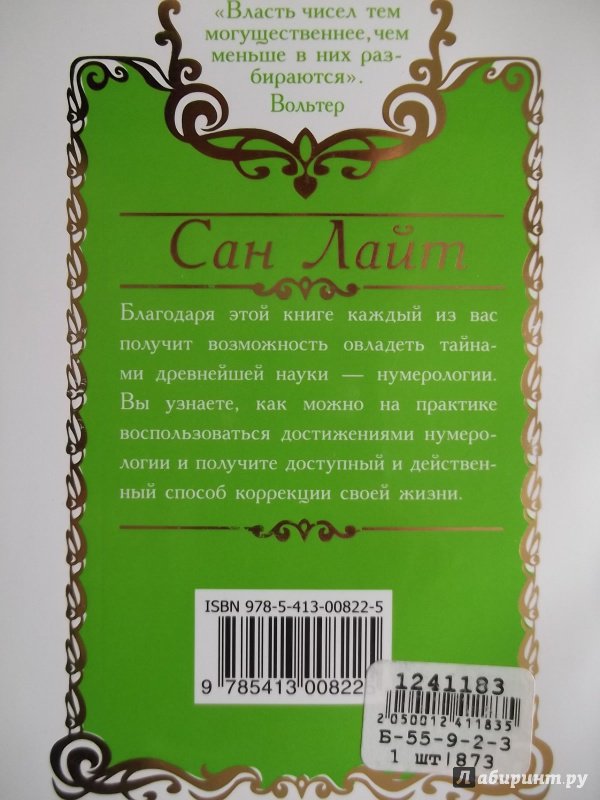 «Власть чисел тем
могущественнее, чем
меньше в них раз-
бираются».
Вольтер
Сан Лайт
Благодаря этой книге каждый из вас
получит возможность овладеть тайна-
ми древнейшей науки — нумерологии.
Вы узнаете, как можно на практике
воспользоваться достижениями нумеро-
логии и получите доступный и действен-
ный способ коррекции своей жизни.
ISBN 978-5-413-00822-5
9 785413 008225
1241183
2050012411835
Б-55-9-2-3
1 шт 873
Лабиринт.ру